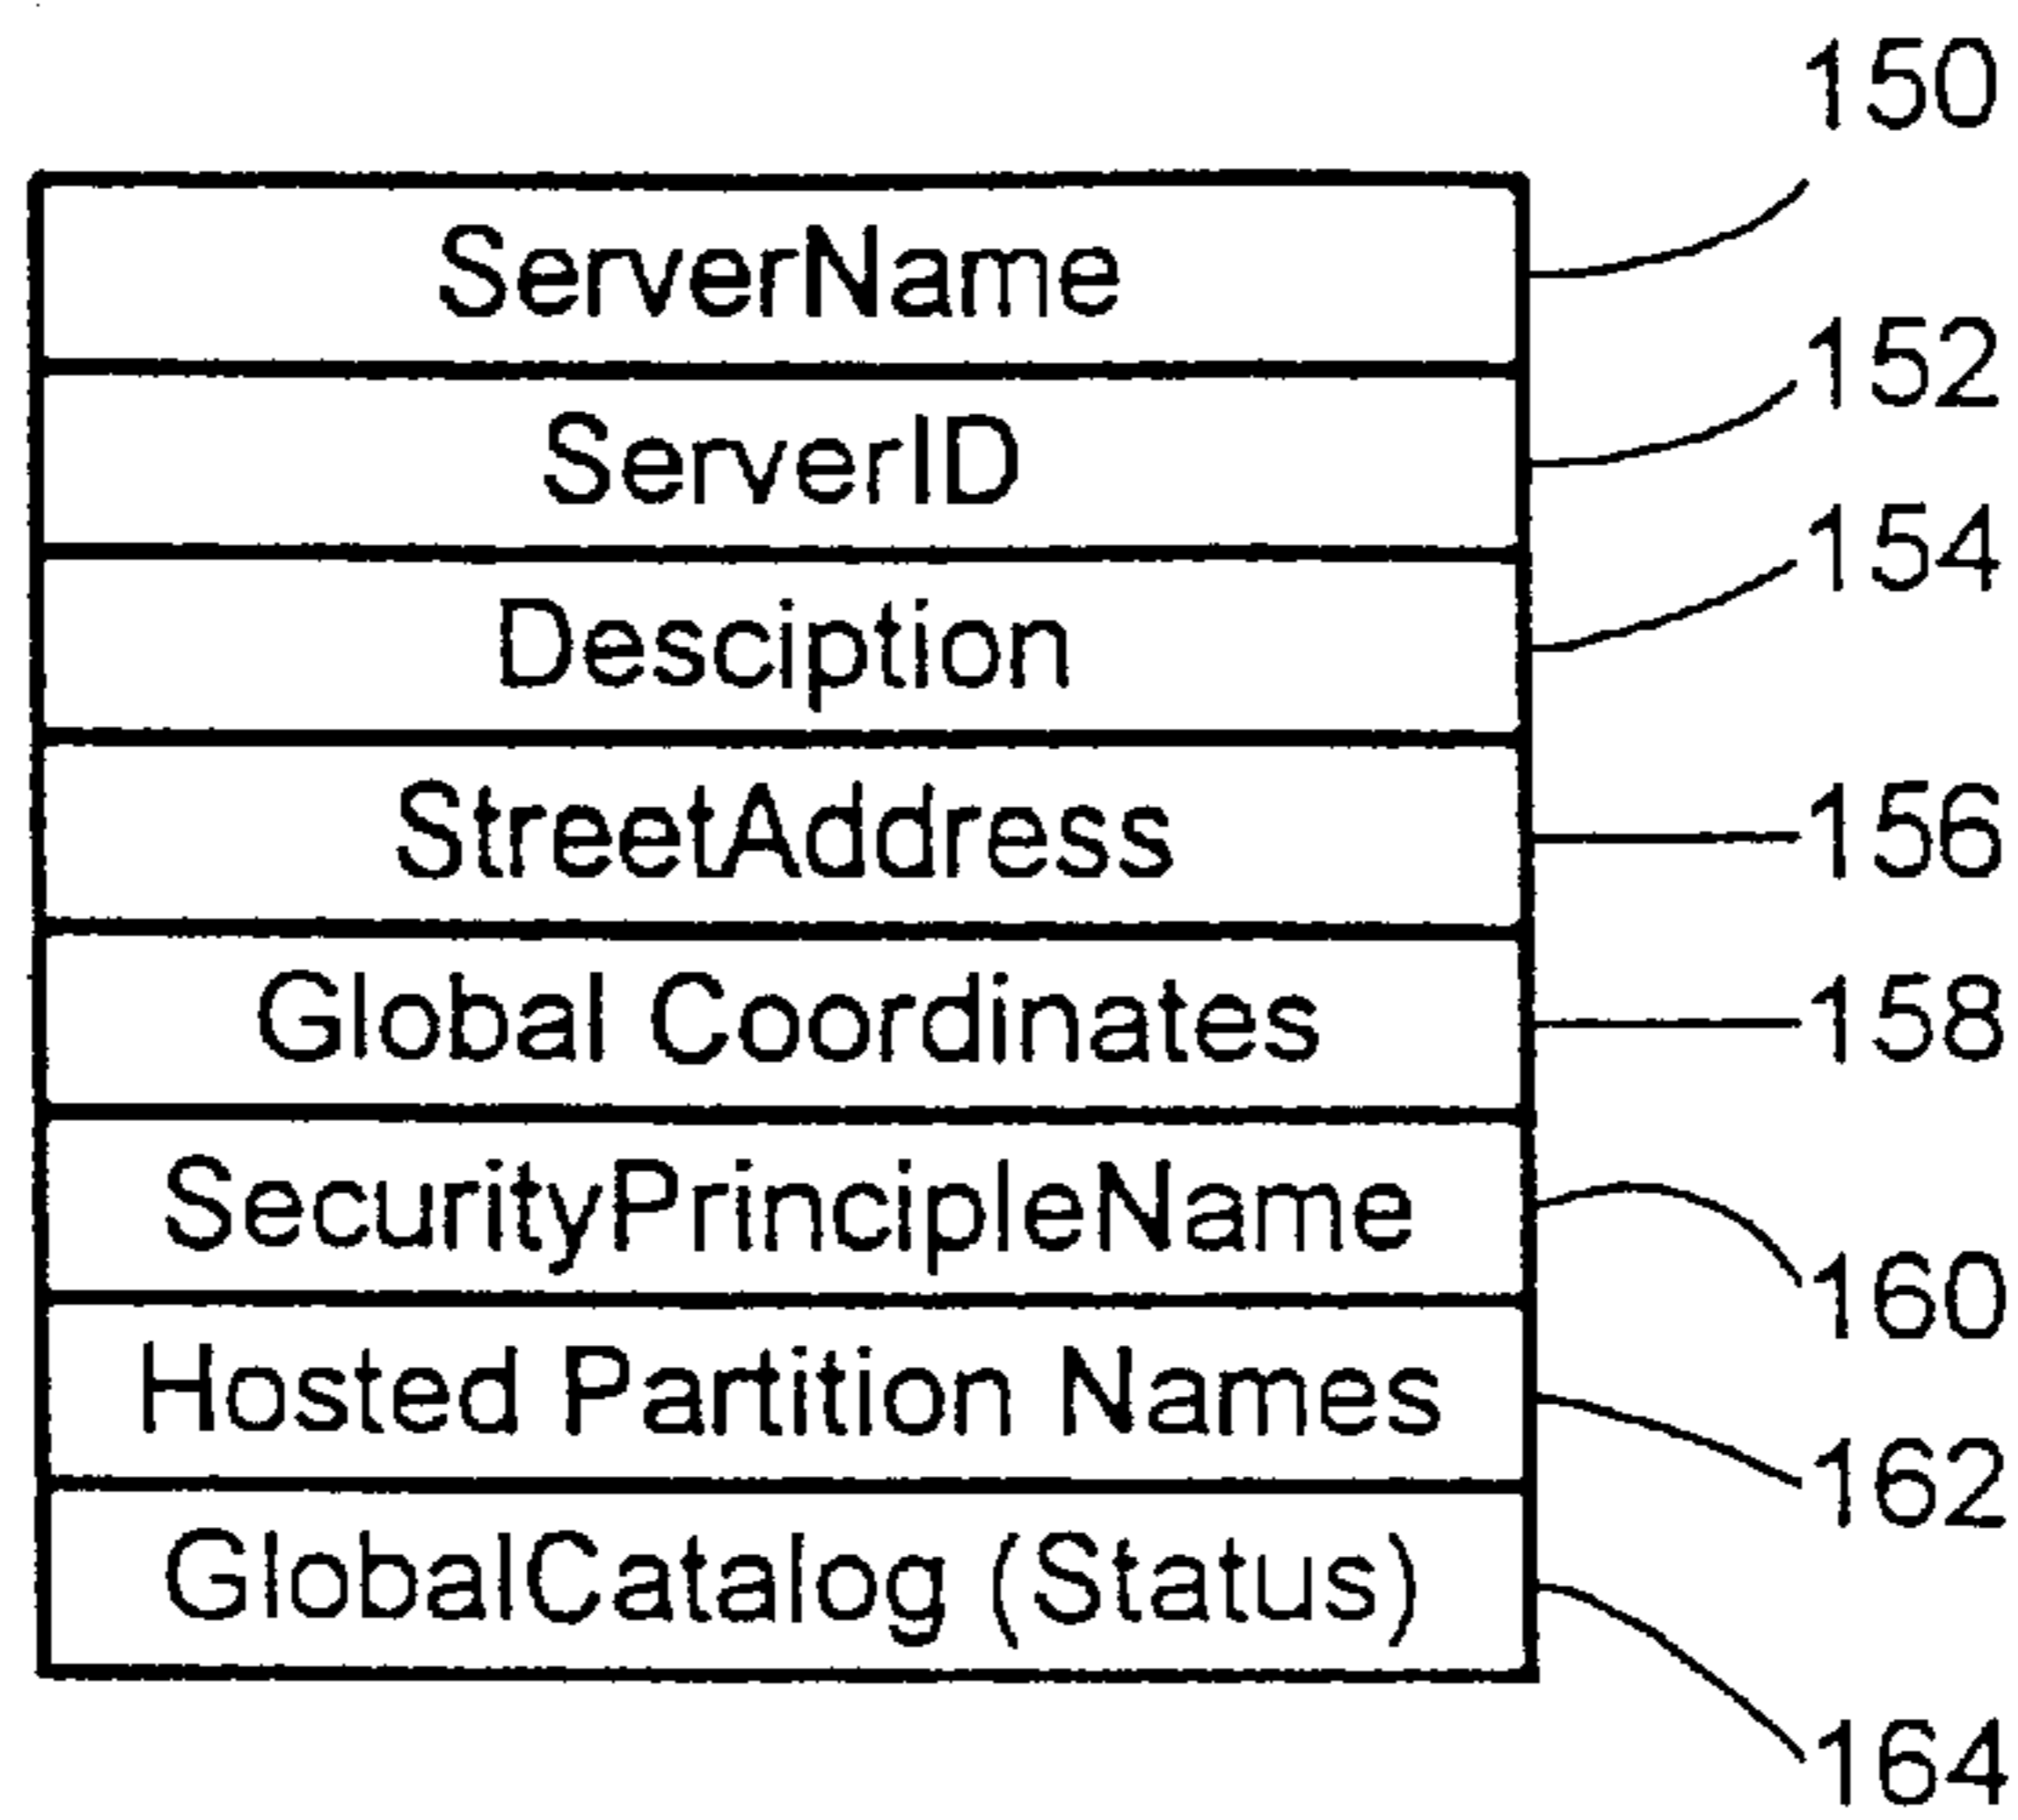 150
ServerName
152
ServerID
154
Desciption
StreetAddress 156
Global Coordinates 158
SecurityPrincipleName
160
Hosted Partition Names
162
GlobalCatalog (Status)
164